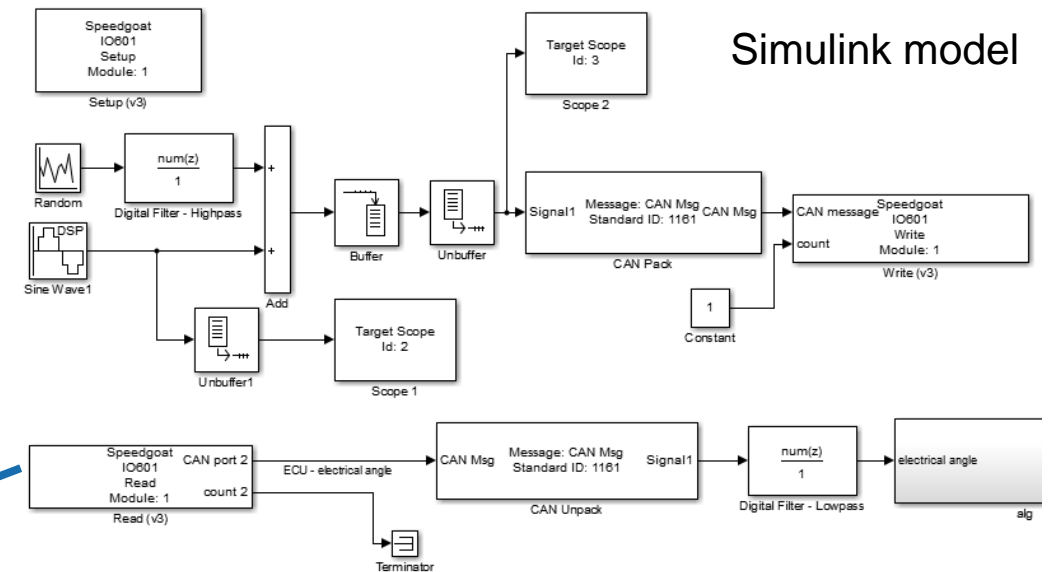 Simulink model
Speedgoat
IO601
Setup
Module: 1
Setup (v3)
Target Scope
Id: 3
Scope 2
Random
num(z)
1
Digital Filter - Highpass
+
+
Add
DSP
Sine Wave1
Buffer
Unbuffer
Signal1
Message: CAN Msg
Standard ID: 1161
CAN Msg
CAN Pack
CAN message
count
Speedgoat
IO601
Write
Module: 1
Write (v3)
1
Constant
Unbuffer1
Target Scope
Id: 2
Scope 1
Speedgoat
IO601
Read
Module: 1
CAN port 2
count 2
Read (v3)
ECU - electrical angle
Terminator
CAN Msg
Message: CAN Msg
Standard ID: 1161
Signal1
CAN Unpack
num(z)
1
Digital Filter - Lowpass
electrical angle
alg